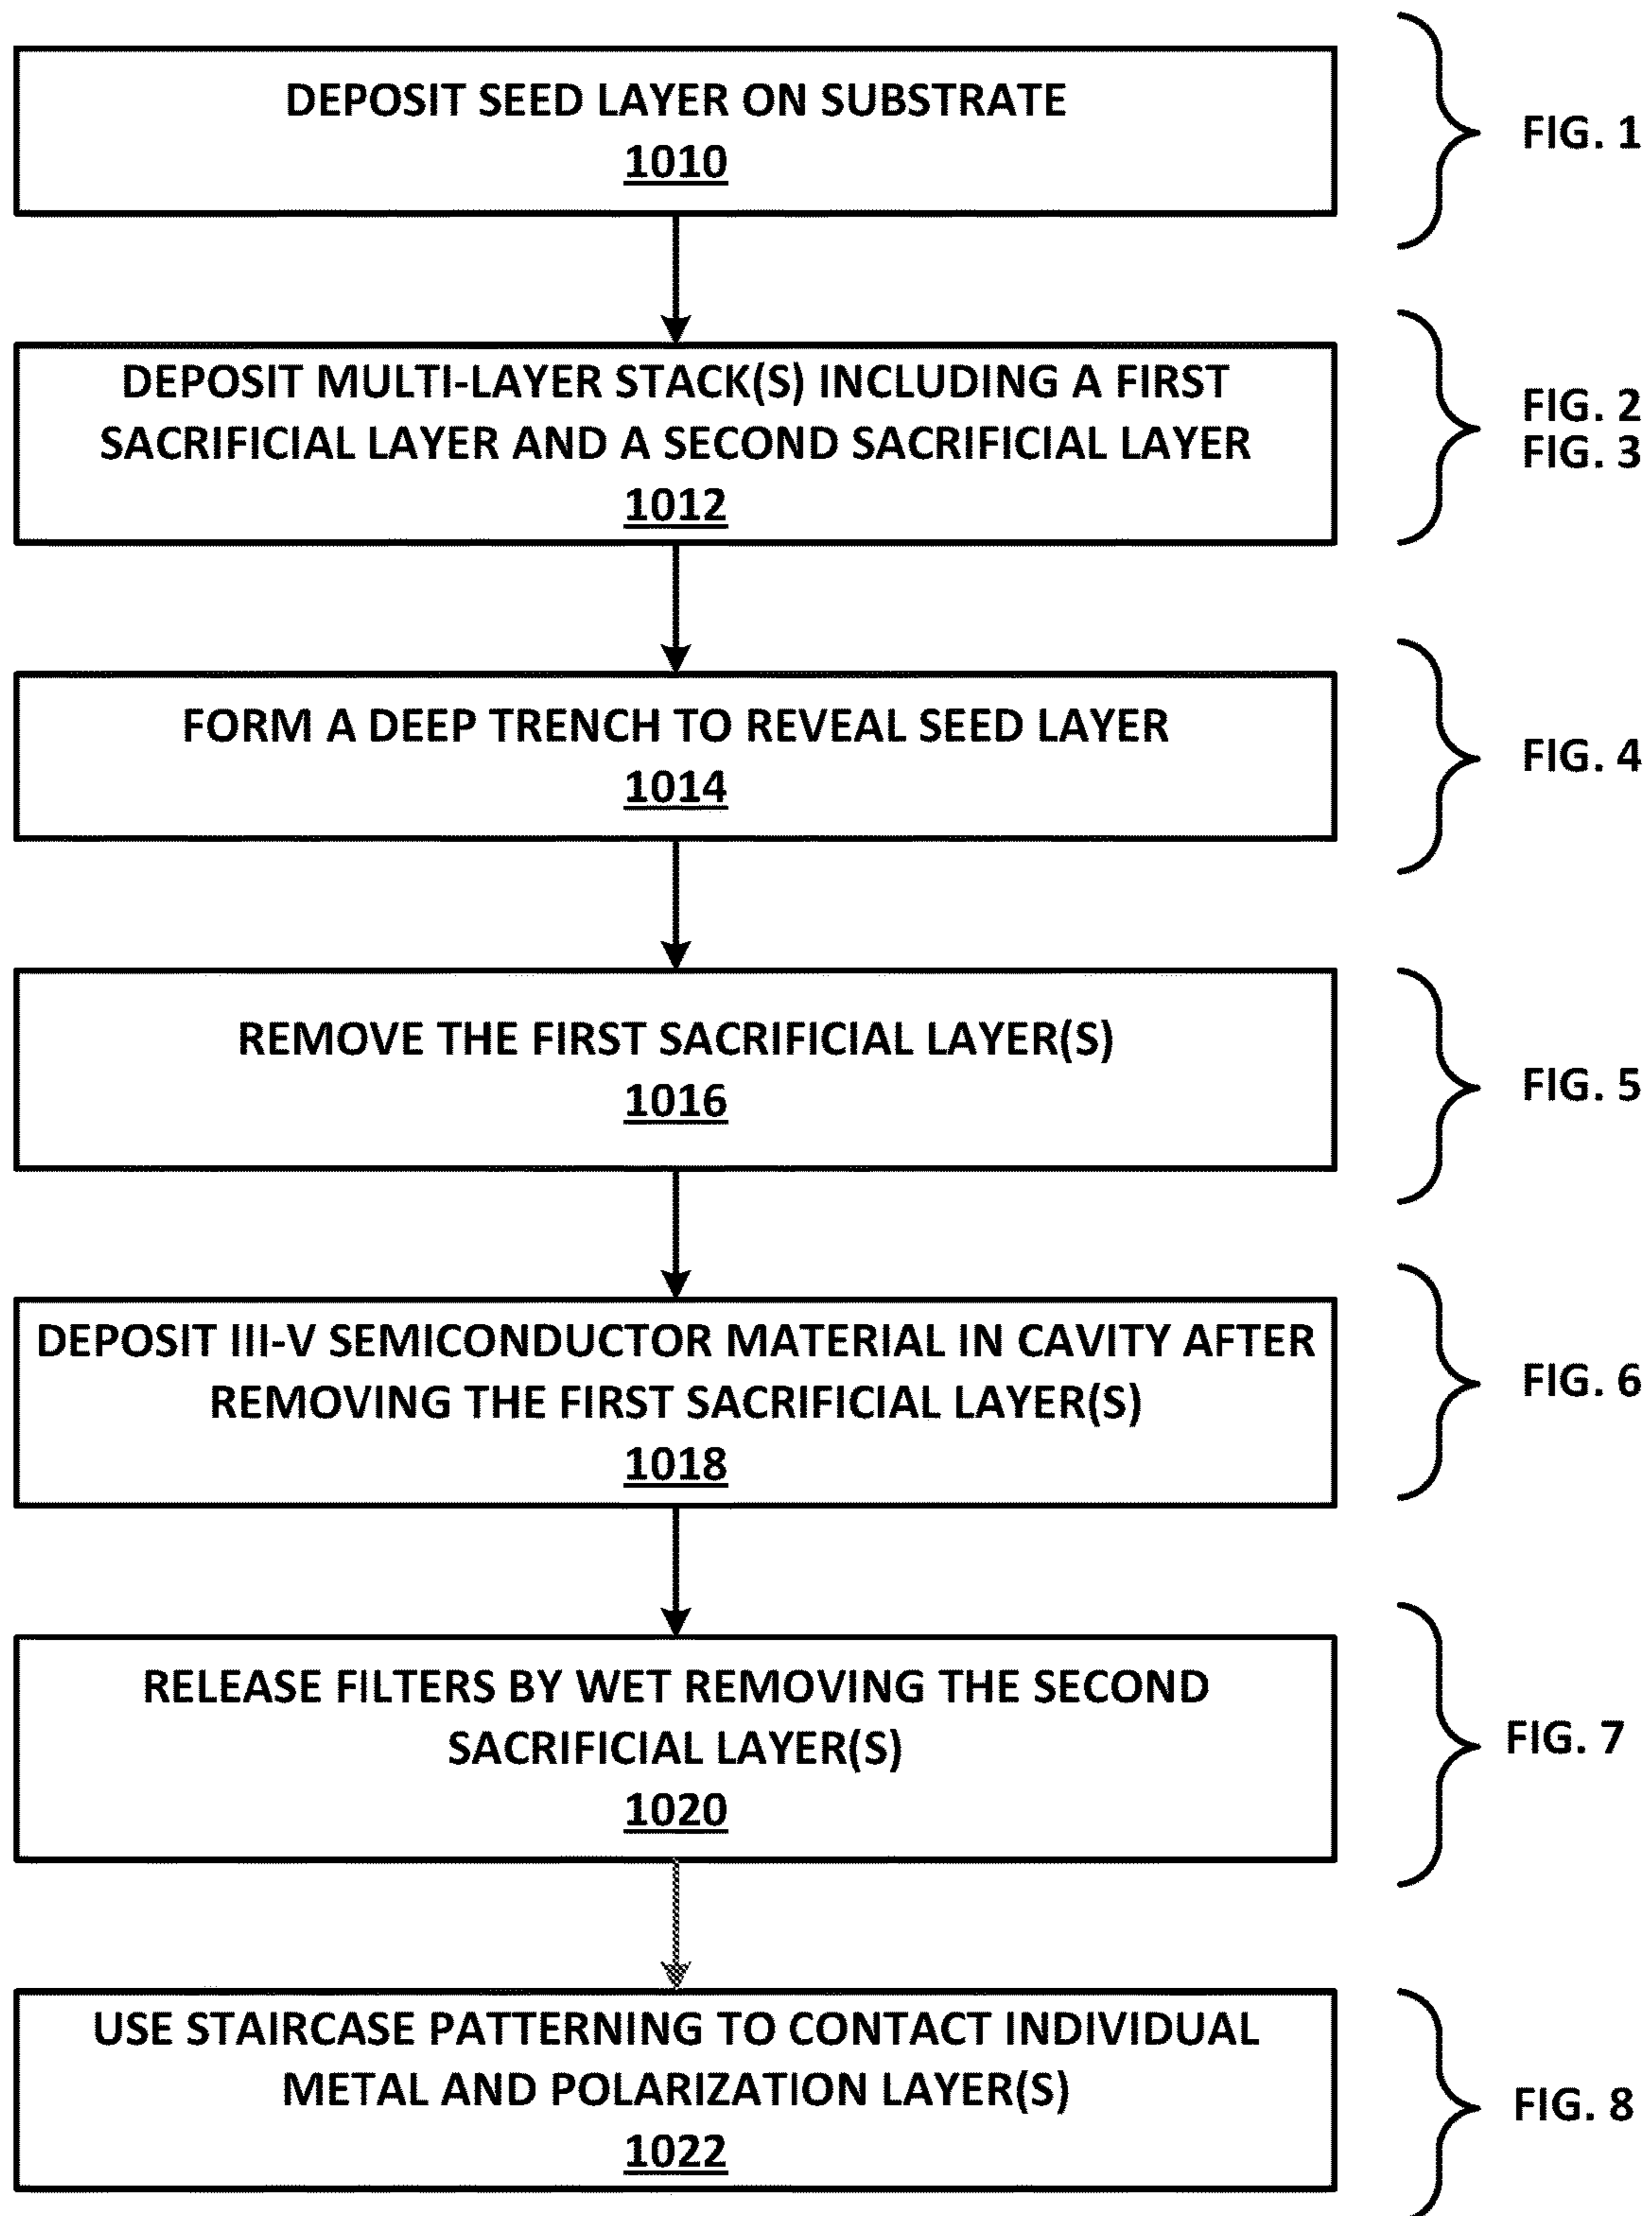 DEPOSIT SEED LAYER ON SUBSTRATE
1010
FIG. 1
DEPOSIT MULTI-LAYER STACK(S) INCLUDING A FIRST
SACRIFICIAL LAYER AND A SECOND SACRIFICIAL LAYER
1012
FIG. 2
FIG. 3
FORM A DEEP TRENCH TO REVEAL SEED LAYER
1014
FIG. 4
REMOVE THE FIRST SACRIFICIAL LAYER(S)
1016
FIG. 5
DEPOSIT III-V SEMICONDUCTOR MATERIAL IN CAVITY AFTER
REMOVING THE FIRST SACRIFICIAL LAYER(S)
1018
FIG. 6
RELEASE FILTERS BY WET REMOVING THE SECOND
SACRIFICIAL LAYER(S)
1020
FIG. 7
USE STAIRCASE PATTERNING TO CONTACT INDIVIDUAL
METAL AND POLARIZATION LAYER(S)
1022
FIG. 8